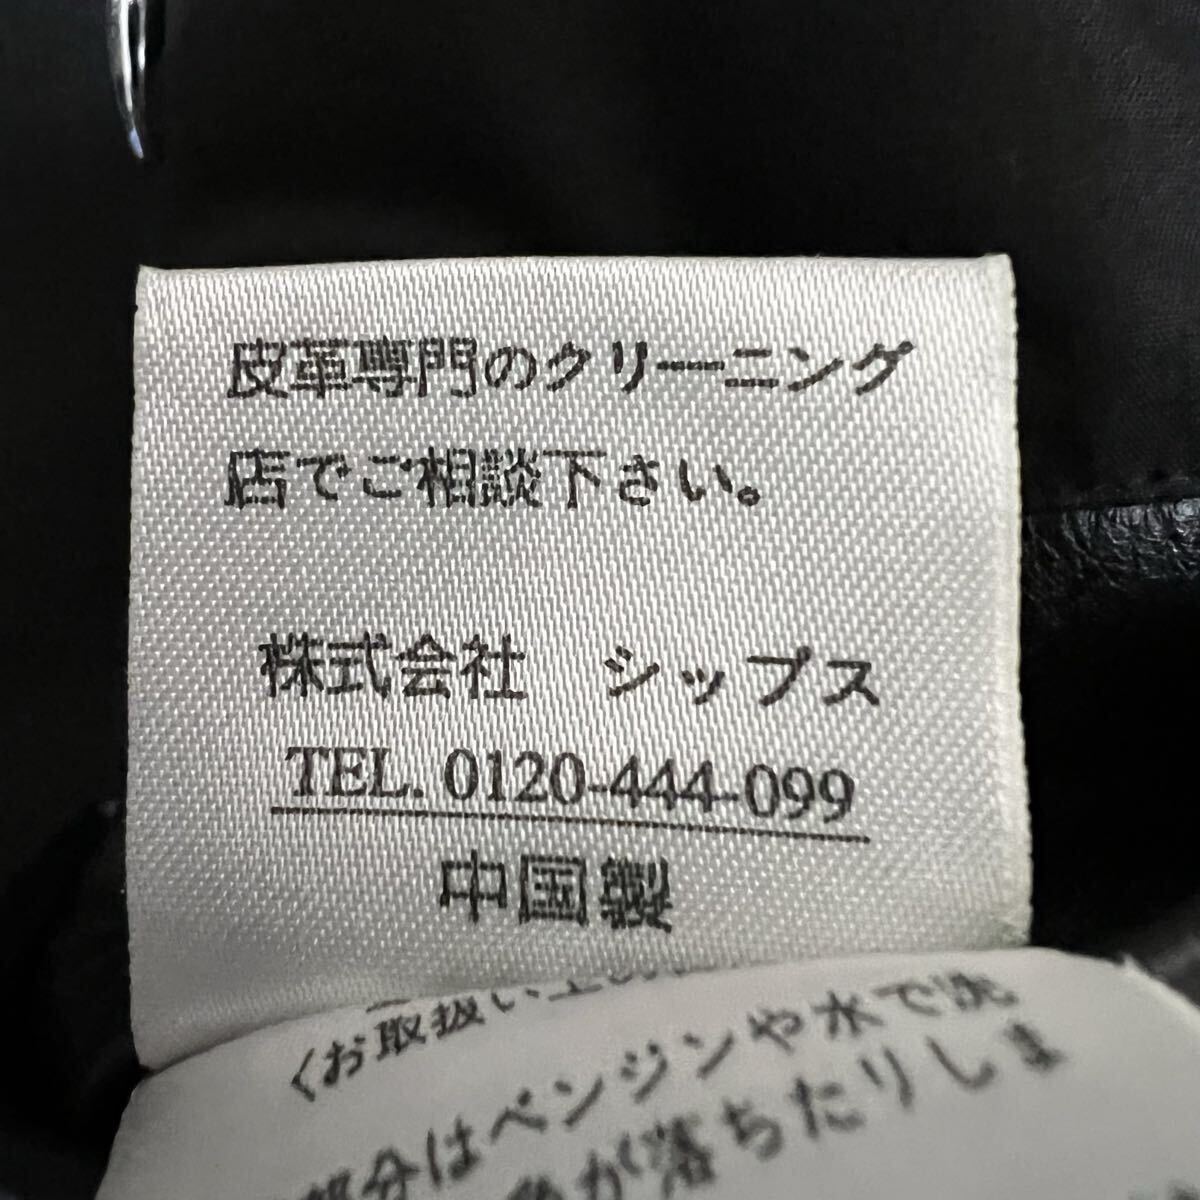 皮革専門のクリーニング
店でご相談下さい。
株式会社　シップス
TEL. 0120-444-099
中国製
〈お取扱い上の
部分はベンジンや水で洗
色が落ちたりしま